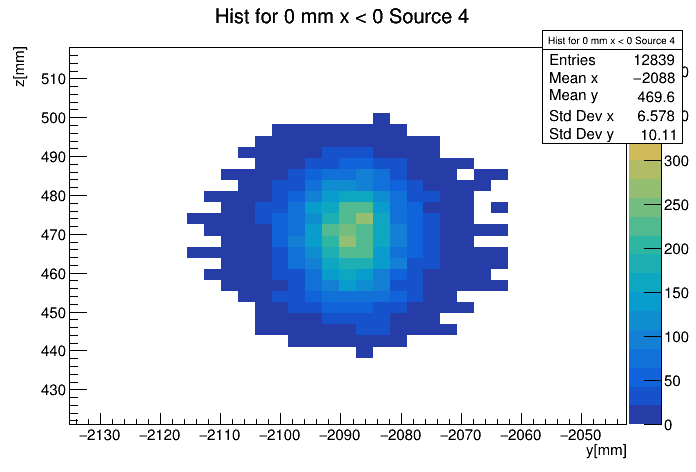 Hist for 0 mm x < 0 Source 4
z[mm]
Hist for 0 mm x < 0 Source 4
Entries 12839
Mean x −2088
Mean y 469.6
Std Dev x 6.578
Std Dev y 10.11
510
500
490
480
470
460
450
440
430
0
0
300
250
200
150
100
50
0
−2130 −2120 −2110 −2100 −2090 −2080 −2070 −2060 −2050
y[mm]